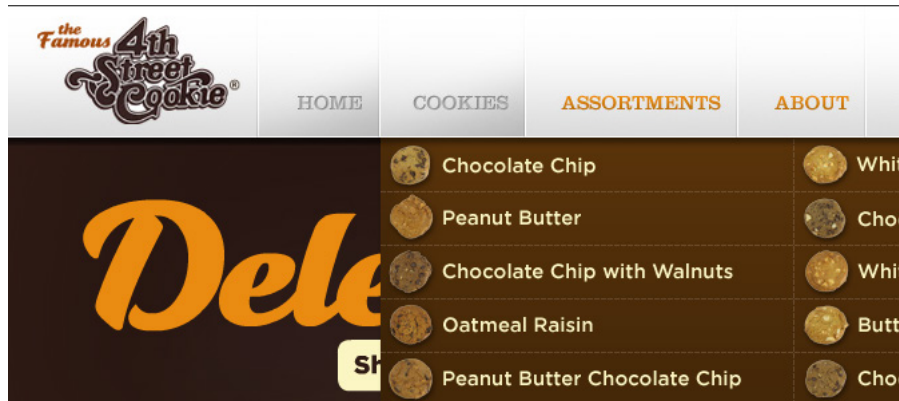 the
Famous 4th
Street
Cookie®
HOME COOKIES ASSORTMENTS ABOUT
Chocolate Chip
Peanut Butter
Chocolate Chip with Walnuts
Oatmeal Raisin
Peanut Butter Chocolate Chip